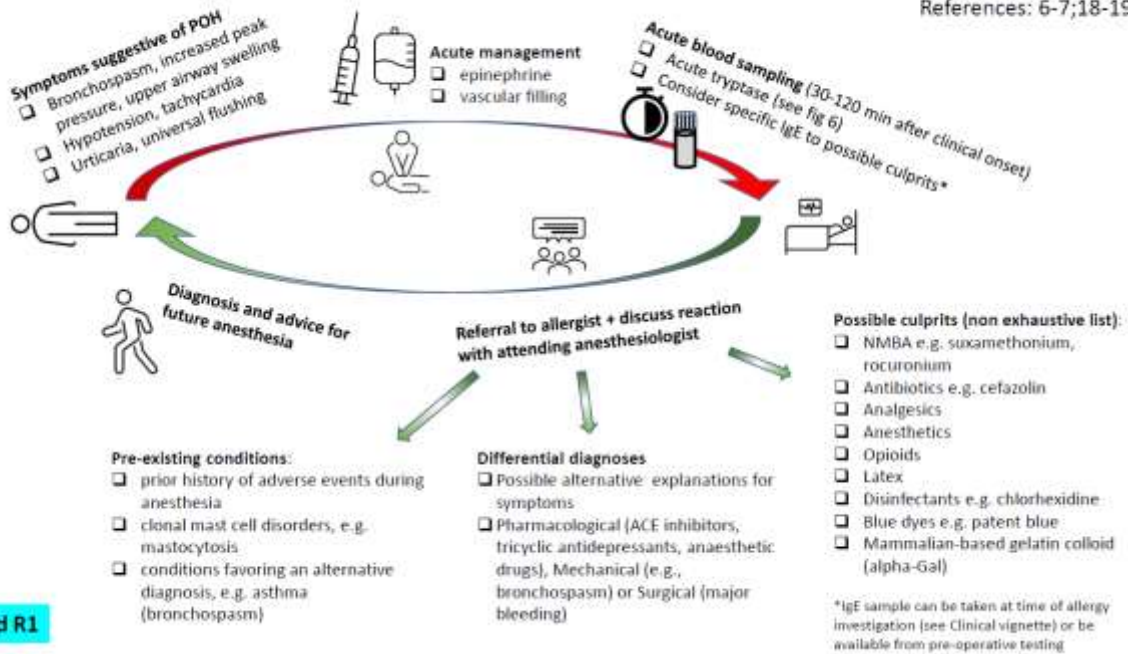 References: 6-7;18-19
Symptoms suggestive of POH
❑ Bronchospasm, increased peak
pressure, upper airway swelling
❑ Hypotension, tachycardia
❑ Urticaria, universal flushing
Acute management
❑ epinephrine
❑ vascular filling
Acute blood sampling (30-120 min after clinical onset)
❑ Acute tryptase (see fig 6)
❑ Consider specific IgE to possible culprits*
Diagnosis and advice for
future anesthesia
Referral to allergist + discuss reaction
with attending anesthesiologist
Pre-existing conditions:
❑ prior history of adverse events during
anesthesia
❑ clonal mast cell disorders, e.g.
mastocytosis
❑ conditions favoring an alternative
diagnosis, e.g. asthma
(bronchospasm)
Differential diagnoses
❑ Possible alternative explanations for
symptoms
❑ Pharmacological (ACE inhibitors,
tricyclic antidepressants, anaesthetic
drugs), Mechanical (e.g.,
bronchospasm) or Surgical (major
bleeding)
Possible culprits (non exhaustive list):
❑ NMBA e.g. suxamethonium,
rocuronium
❑ Antibiotics e.g. cefazolin
❑ Analgesics
❑ Anesthetics
❑ Opioids
❑ Latex
❑ Disinfectants e.g. chlorhexidine
❑ Blue dyes e.g. patent blue
❑ Mammalian-based gelatin colloid
(alpha-Gal)
*IgE sample can be taken at time of allergy
investigation (see Clinical vignette) or be
available from pre-operative testing
R1